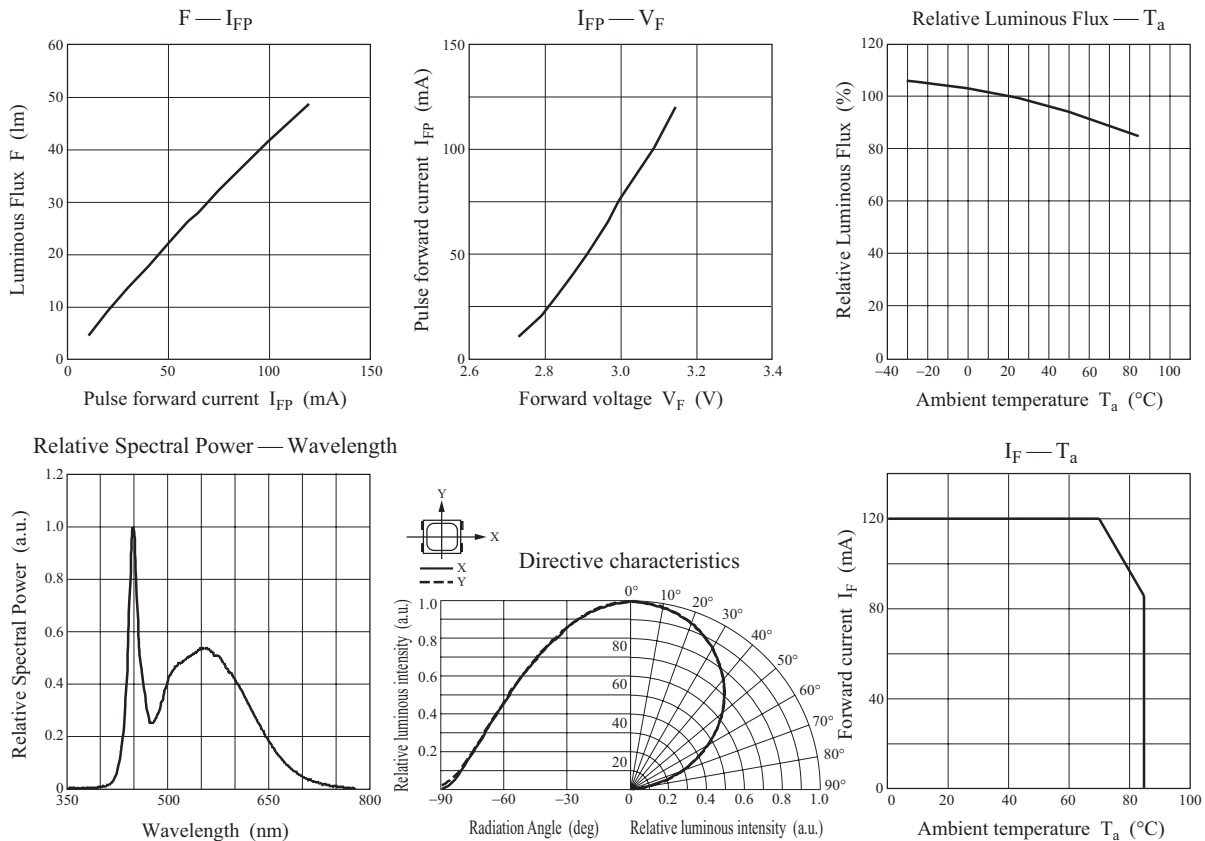 F — I_FP
60
50
40
30
20
10
0
0 50 100 150
Luminous Flux F (lm)
Pulse forward current I_FP (mA)
I_FP — V_F
150
100
50
0
2.6 2.8 3.0 3.2 3.4
Pulse forward current I_FP (mA)
Forward voltage V_F (V)
Relative Luminous Flux — T_a
120
100
80
60
40
20
0
−40 −20 0 20 40 60 80 100
Relative Luminous Flux (%)
Ambient temperature T_a (°C)
Relative Spectral Power — Wavelength
1.2
1.0
0.8
0.6
0.4
0.2
0
350 500 650 800
Relative Spectral Power (a.u.)
Wavelength (nm)
Y
X
X
Y
Directive characteristics
1.0
0.8
0.6
0.4
0.2
Relative luminous intensity (a.u.)
0° 10° 20° 30° 40° 50° 60° 70° 80° 90°
80
60
40
20
−90 −60 −30 0 0.2 0.4 0.6 0.8 1.0
Radiation Angle (deg) Relative luminous intensity (a.u.)
I_F — T_a
120
80
40
0
0 20 40 60 80 100
Forward current I_F (mA)
Ambient temperature T_a (°C)